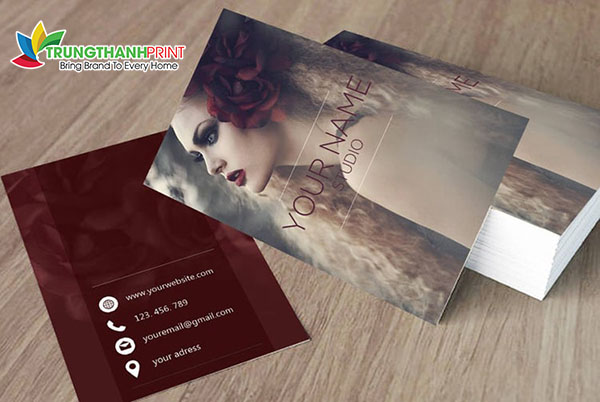 TRUNGTHANHPRINT
Bring Brand To Every Home
YOUR NAME
STUDIO
www.yourwebsite.com
123. 456. 789
youremail@gmail.com
your adress